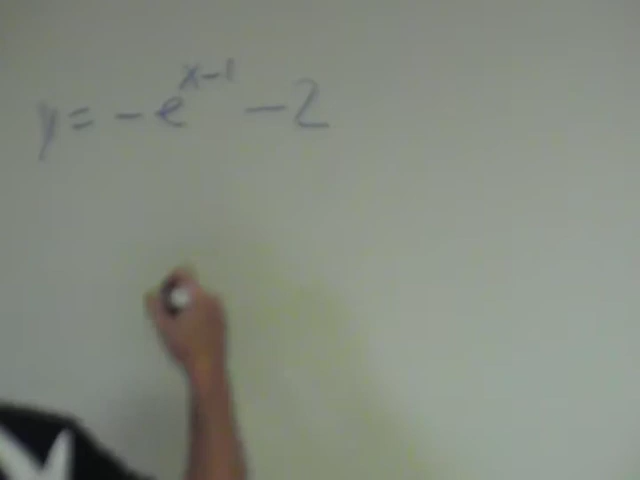 y = -e^{x-1} - 2